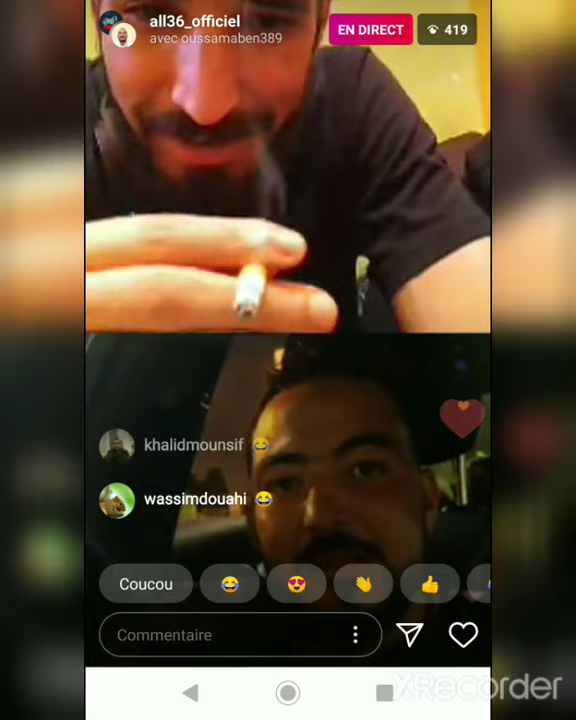 all36_officiel
avec oussamaben389
EN DIRECT
419
khalidmounsif 😂
wassimdouahi 😂
Coucou
Commentaire
XRecorder